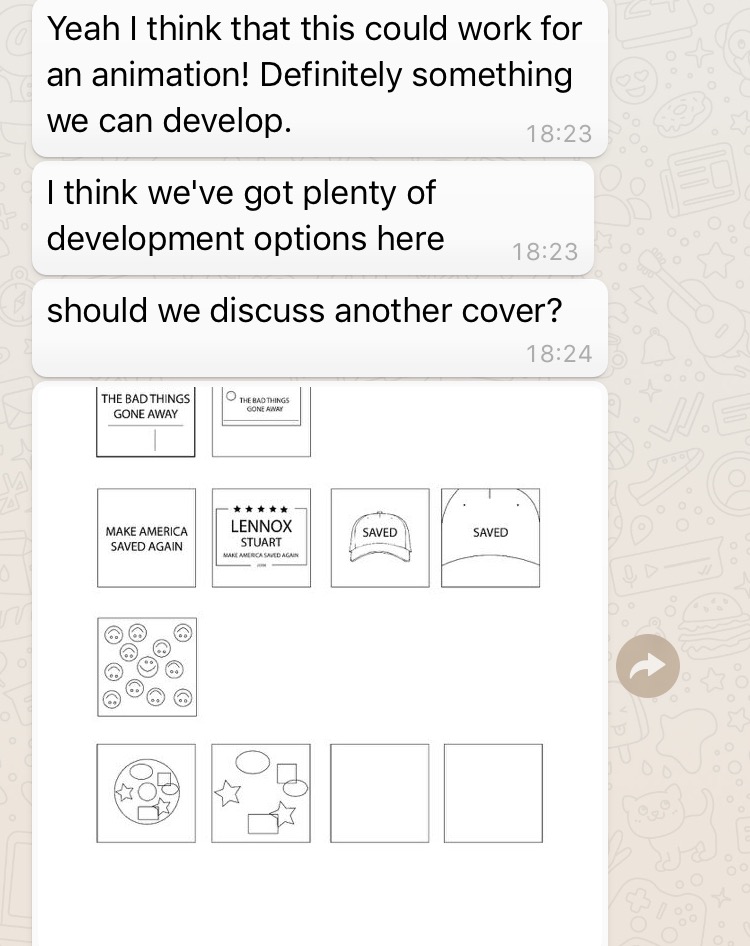 Yeah I think that this could work for
an animation! Definitely something
we can develop.
18:23
I think we've got plenty of
development options here
18:23
should we discuss another cover?
18:24
THE BAD THINGS
GONE AWAY
THE BAD THINGS
GONE AWAY
MAKE AMERICA
SAVED AGAIN
LENNOX
STUART
MAKE AMERICA SAVED AGAIN
SAVED
SAVED